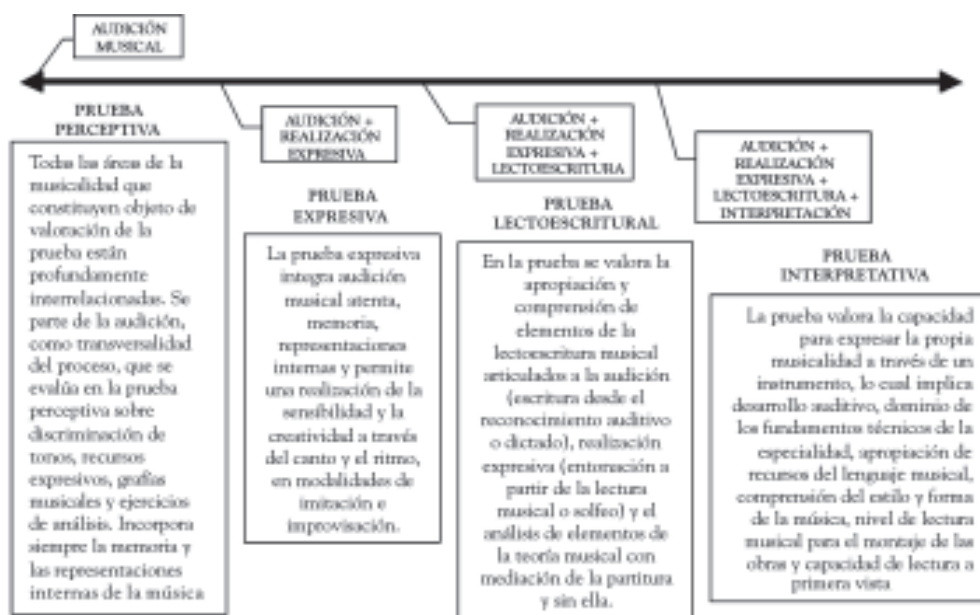 AUDICIÓN
MUSICAL
PRUEBA
PERCEPTIVA
Todas las áreas de la
musicalidad que
constituyen objeto de
valoración de la
prueba están
profundamente
interrelacionadas. Se
parte de la audición,
como transversalidad
del proceso, que se
evalúa en la prueba
perceptiva sobre
discriminación de
tonos, recursos
expresivos, grafías
musicales y ejercicios
de análisis. Incorpora
siempre la memoria y
las representaciones
internas de la música
AUDICIÓN +
REALIZACIÓN
EXPRESIVA
PRUEBA
EXPRESIVA
La prueba expresiva
integra audición
musical atenta,
memoria,
representaciones
internas y permite
una realización de la
sensibilidad y la
creatividad a través
del canto y el ritmo,
en modalidades de
imitación e
improvisación.
AUDICIÓN +
REALIZACIÓN
EXPRESIVA +
LECTOESCRITURA
PRUEBA
LECTOESCRITURAL
En la prueba se valora la
apropiación y
comprensión de
elementos de la
lectoescritura musical
articulados a la audición
(escritura desde el
reconocimiento auditivo
o dictado), realización
expresiva (entonación a
partir de la lectura
musical o solfeo) y el
análisis de elementos de
la teoría musical con
mediación de la partitura
y sin ella.
AUDICIÓN +
REALIZACIÓN
EXPRESIVA +
LECTOESCRITURA +
INTERPRETACIÓN
PRUEBA
INTERPRETATIVA
La prueba valora la capacidad
para expresar la propia
musicalidad a través de un
instrumento, lo cual implica
desarrollo auditivo, dominio de
los fundamentos técnicos de la
especialidad, apropiación de
recursos del lenguaje musical,
comprensión del estilo y forma
de la música, nivel de lectura
musical para el montaje de las
obras y capacidad de lectura a
primera vista